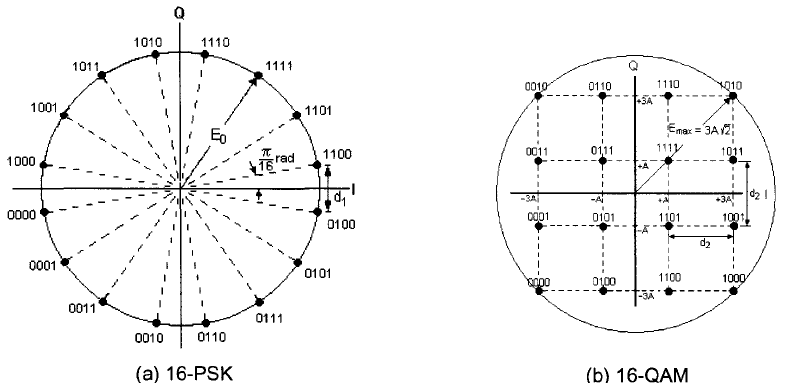 Q
1010
1110
1011
1111
1001
1101
E0
π/16 rad
1000
1100
I
d1
0000
0100
0001
0101
0011
0111
0010
0110
(a) 16-PSK
Q
0010
0110
1110
1010
+3A
Emax = 3A√2
0011
0111
1111
1011
+A
−3A
−A
+A
+3A
d2
I
0001
0101
1101
1001
−A
d2
0000
0100
1100
1000
−3A
(b) 16-QAM